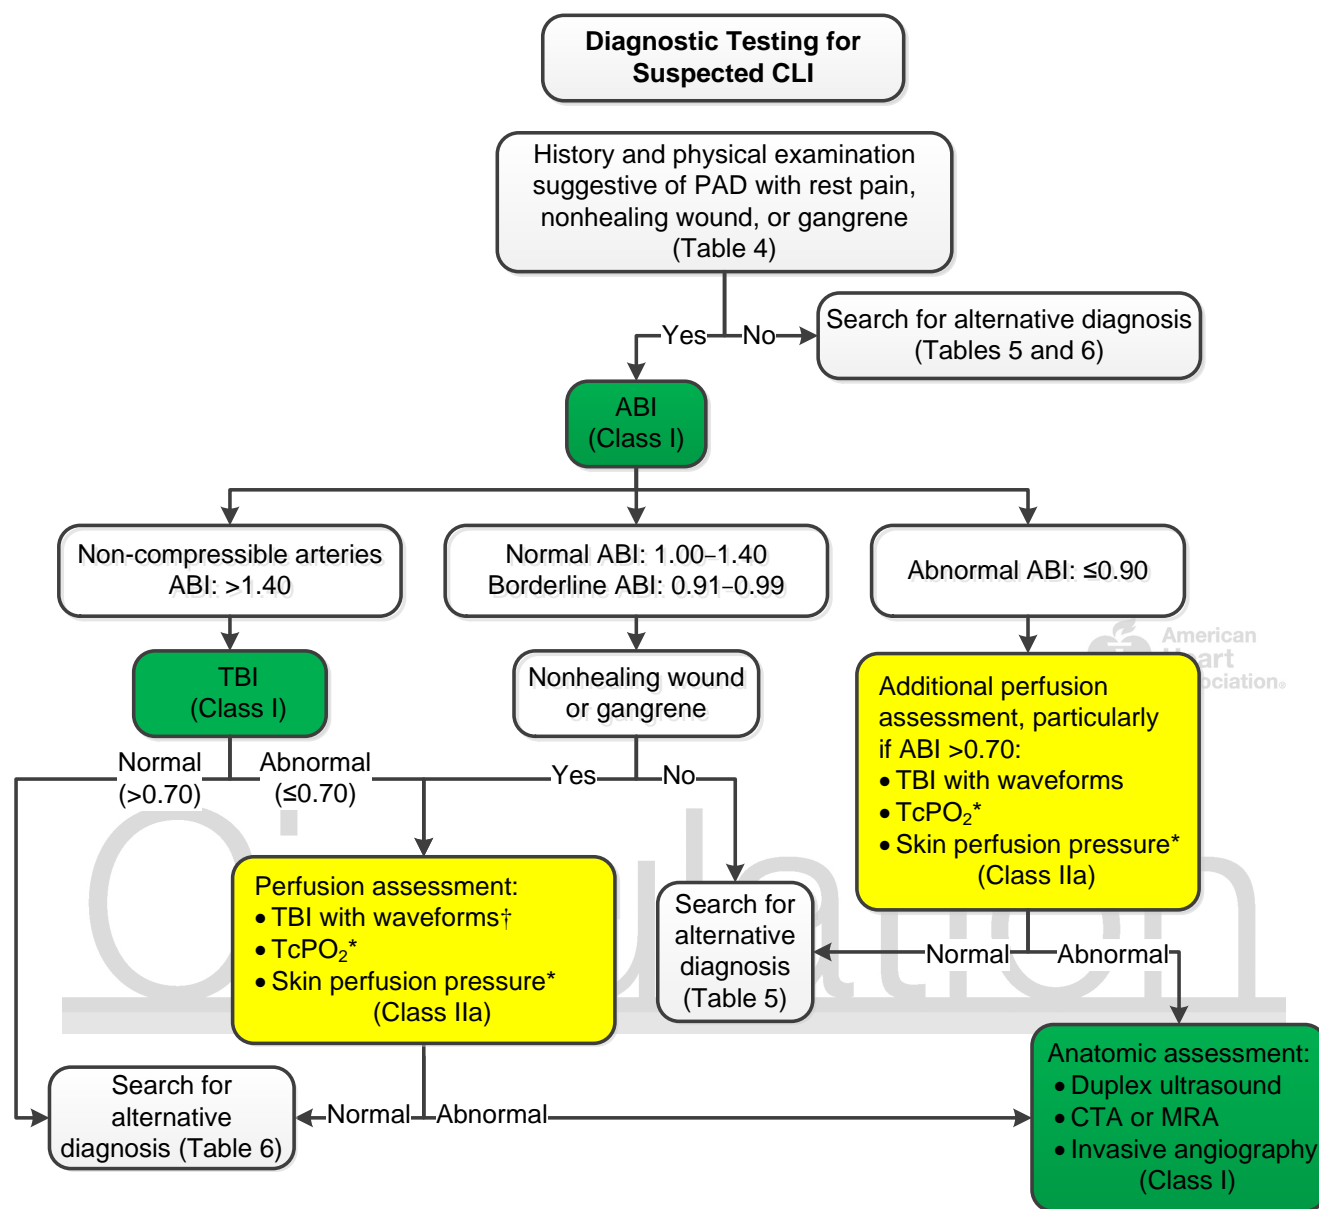 Diagnostic Testing for
Suspected CLI
History and physical examination
suggestive of PAD with rest pain,
nonhealing wound, or gangrene
(Table 4)
Yes
No
Search for alternative diagnosis
(Tables 5 and 6)
ABI
(Class I)
Non-compressible arteries
ABI: >1.40
Normal ABI: 1.00–1.40
Borderline ABI: 0.91–0.99
Abnormal ABI: ≤0.90
TBI
(Class I)
Nonhealing wound
or gangrene
American
Heart
Association®
Additional perfusion
assessment, particularly
if ABI >0.70:
• TBI with waveforms
• TcPO₂*
• Skin perfusion pressure*
(Class IIa)
Normal
(>0.70)
Abnormal
(≤0.70)
Yes
No
Circulation
Perfusion assessment:
• TBI with waveforms†
• TcPO₂*
• Skin perfusion pressure*
(Class IIa)
Search for
alternative
diagnosis
(Table 5)
Normal
Abnormal
Search for
alternative
diagnosis (Table 6)
Normal
Abnormal
Anatomic assessment:
• Duplex ultrasound
• CTA or MRA
• Invasive angiography
(Class I)